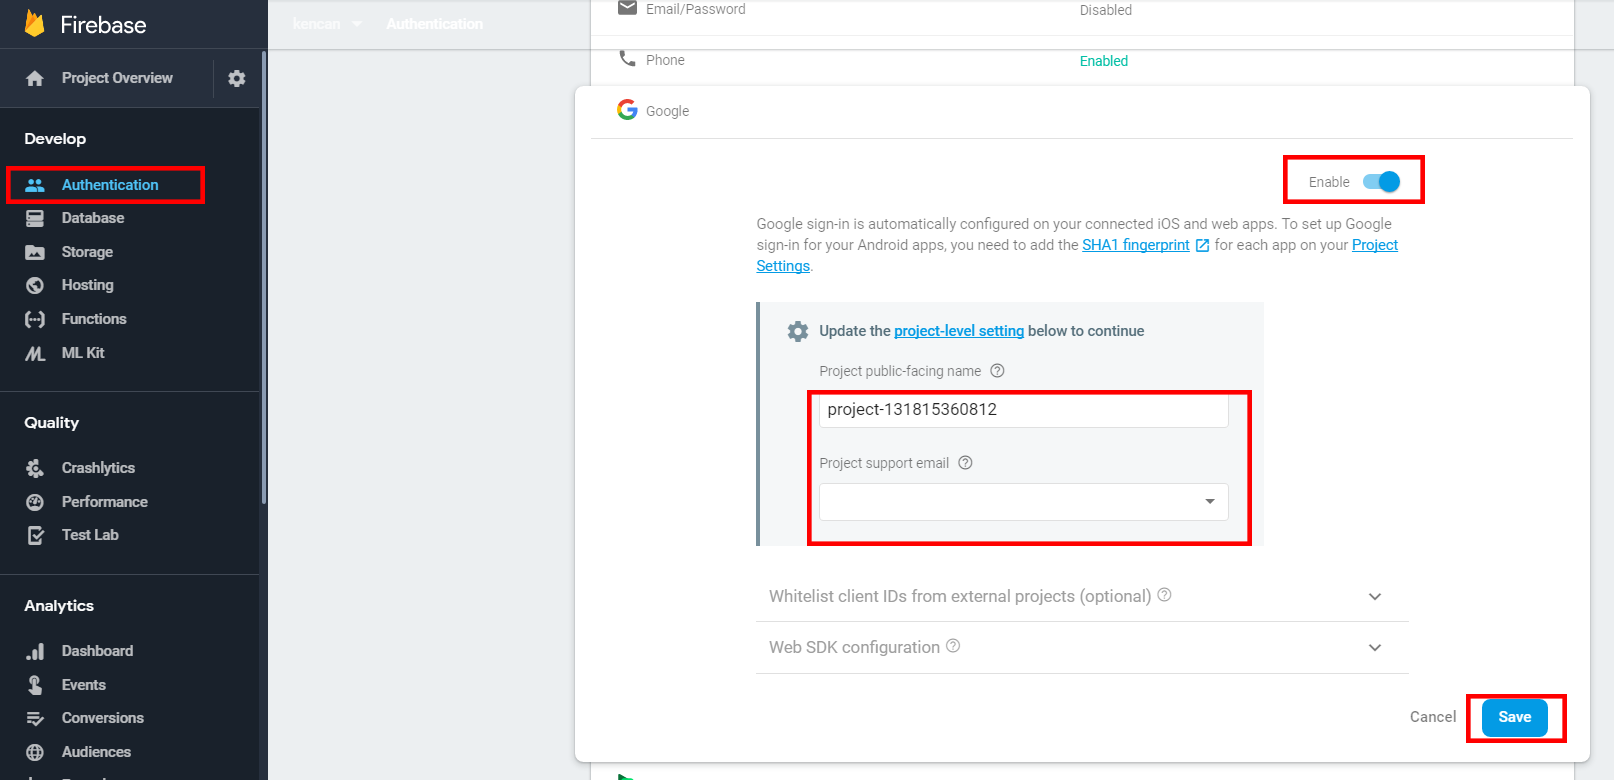 Firebase
kencan
Authentication
Project Overview
Develop
Authentication
Database
Storage
Hosting
Functions
ML Kit
Quality
Crashlytics
Performance
Test Lab
Analytics
Dashboard
Events
Conversions
Audiences
Email/Password
Disabled
Phone
Enabled
Google
Enable
Google sign-in is automatically configured on your connected iOS and web apps. To set up Google
sign-in for your Android apps, you need to add the SHA1 fingerprint for each app on your Project
Settings.
Update the project-level setting below to continue
Project public-facing name
project-131815360812
Project support email
Whitelist client IDs from external projects (optional)
Web SDK configuration
Cancel
Save